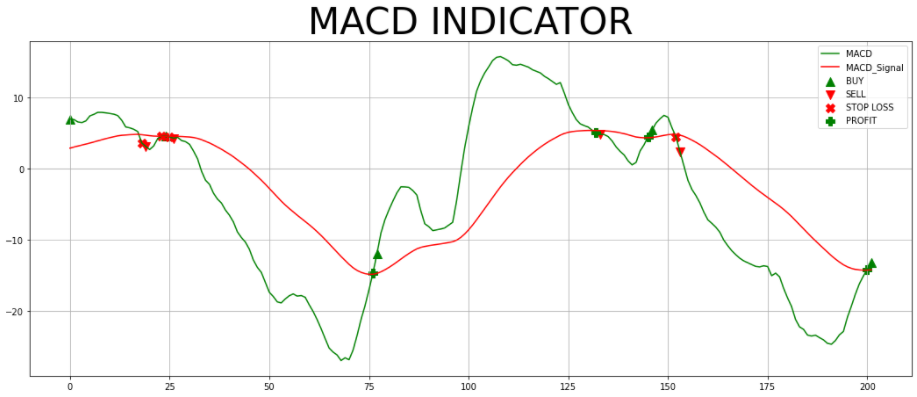 MACD INDICATOR
MACD
MACD_Signal
BUY
SELL
STOP LOSS
PROFIT
10
0
−10
−20
0 25 50 75 100 125 150 175 200